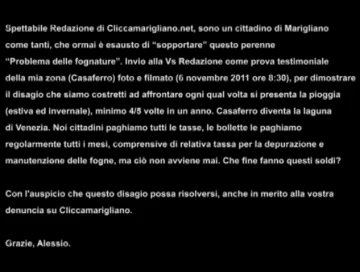 Spettabile Redazione di Cliccamarigliano.net, sono un cittadino di Marigliano
come tanti, che ormai è esausto di "sopportare" questo perenne
"Problema delle fognature". Invio alla Vs Redazione come prova testimoniale
della mia zona (Casaferro) foto e filmato (6 novembre 2011 ore 8:30), per dimostrare
il disagio che siamo costretti ad affrontare ogni qual volta si presenta la pioggia
(estiva ed invernale), minimo 4/5 volte in un anno. Casaferro diventa la laguna
di Venezia. Noi cittadini paghiamo tutti le tasse, le bollette le paghiamo
regolarmente tutti i mesi, comprensive di relativa tassa per la depurazione e
manutenzione delle fogne, ma ciò non avviene mai. Che fine fanno questi soldi?
Con l'auspicio che questo disagio possa risolversi, anche in merito alla vostra
denuncia su Cliccamarigliano.
Grazie, Alessio.